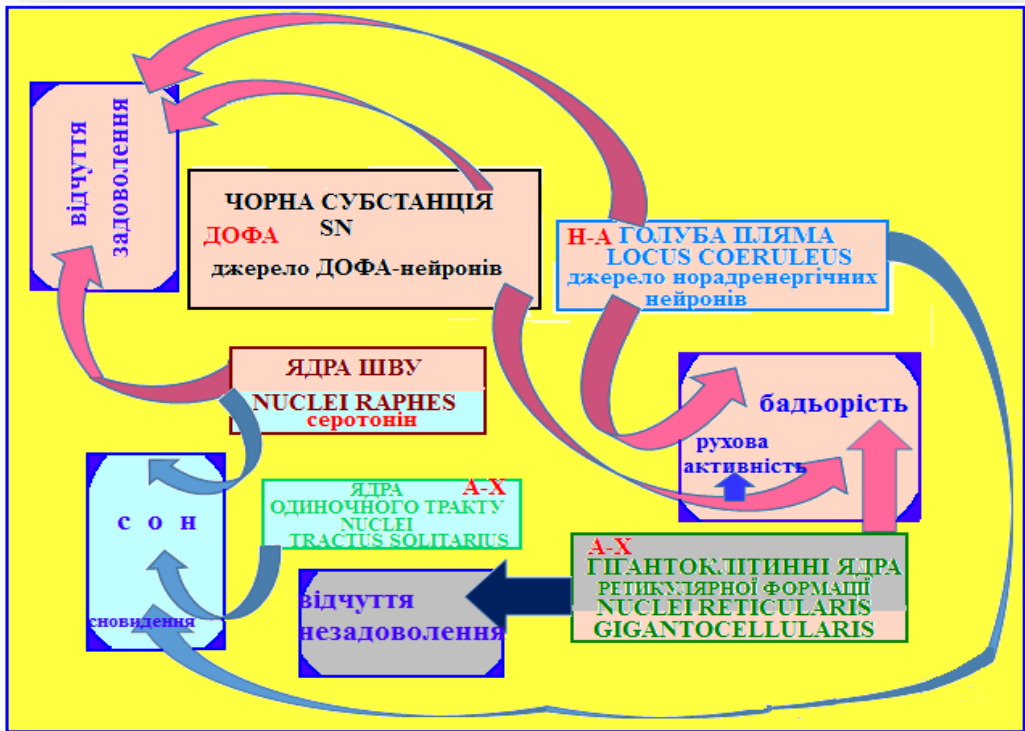 відчуття
задоволення
ЧОРНА СУБСТАНЦІЯ
SN
ДОФА
джерело ДОФА-нейронів
Н-А ГОЛУБА ПЛЯМА
LOCUS COERULEUS
джерело норадренергічних
нейронів
ЯДРА ШВУ
NUCLEI RAPHES
серотонін
бадьорість
рухова
активність
с о н
сновидення
ЯДРА А-Х
ОДИНОЧНОГО ТРАКТУ
NUCLEI
TRACTUS SOLITARIUS
відчуття
незадоволення
А-Х
ГІГАНТОКЛІТИННІ ЯДРА
РЕТИКУЛЯРНОЇ ФОРМАЦІЇ
NUCLEI RETICULARIS
GIGANTOCELLULARIS